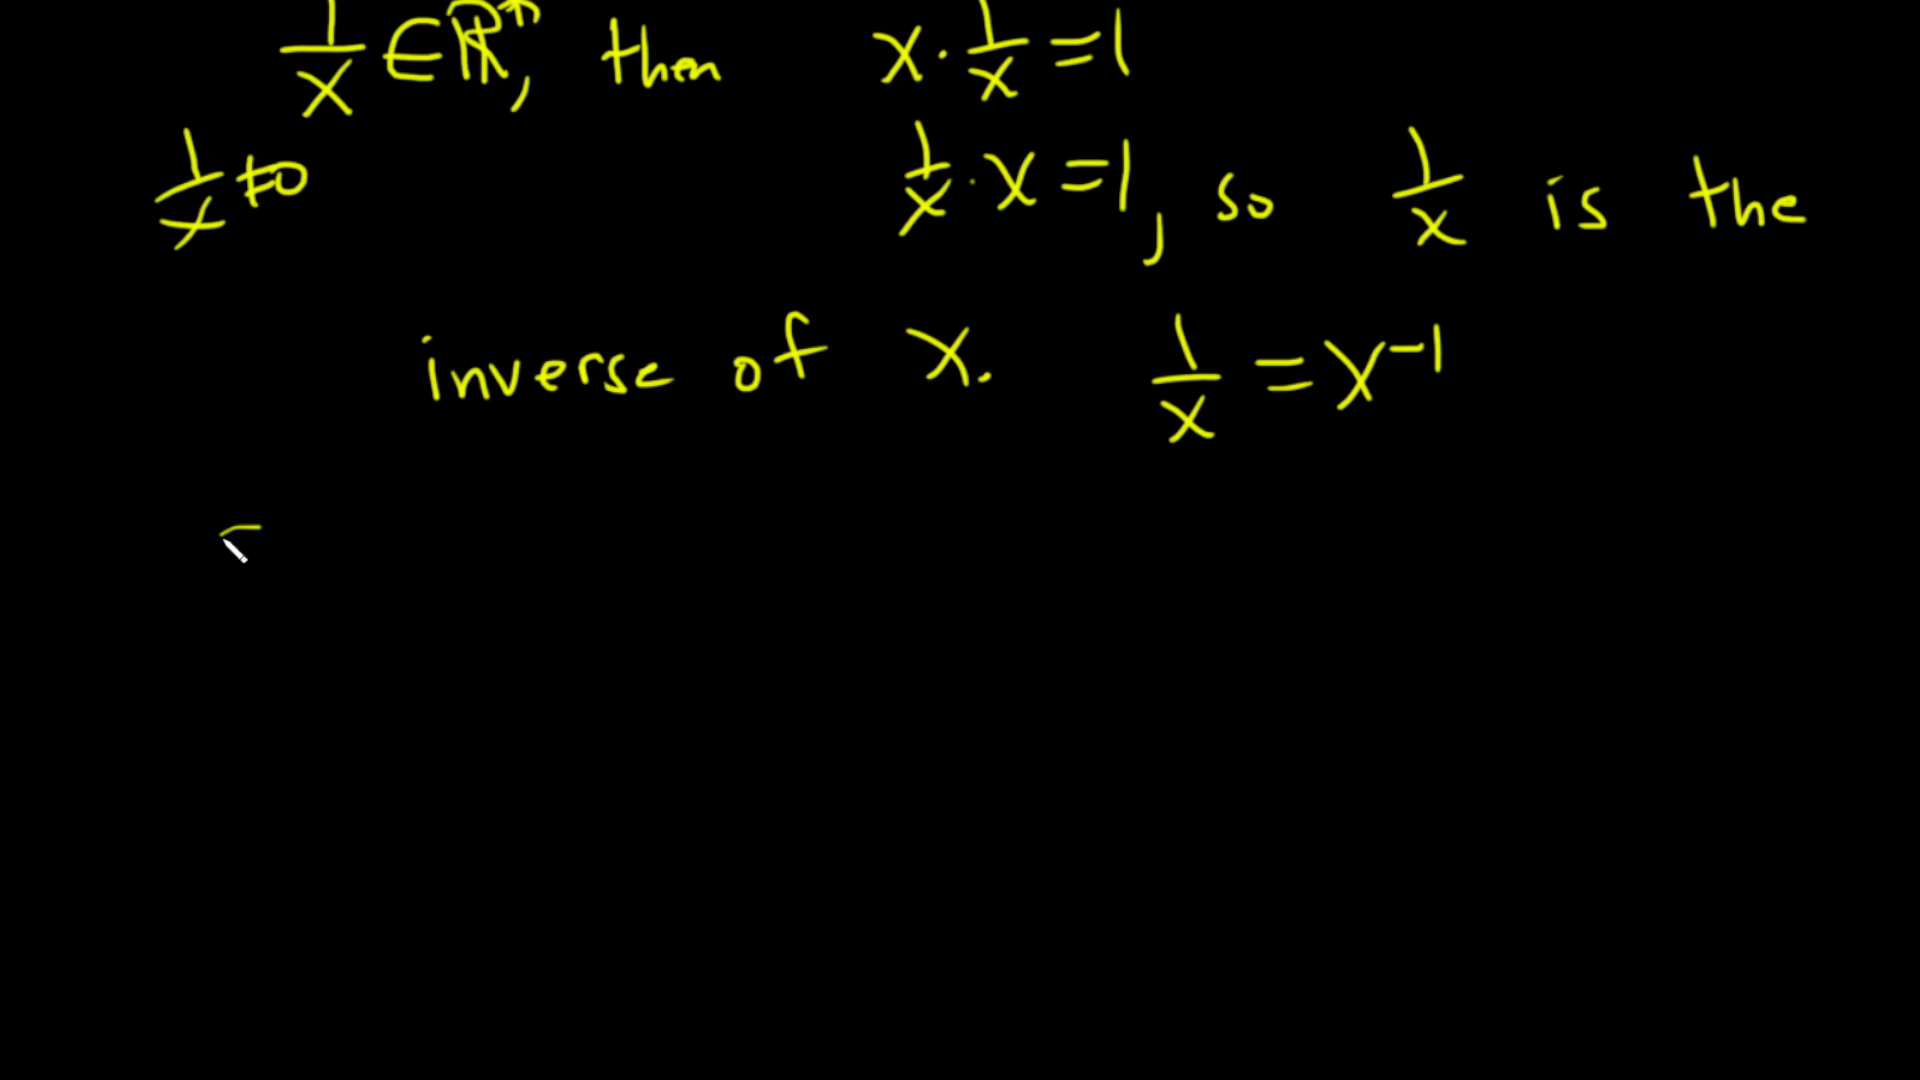 1/x ∈ ℝ*, then x · 1/x = 1
1/x ≠ 0 1/x · x = 1, so 1/x is the
inverse of x. 1/x = x⁻¹